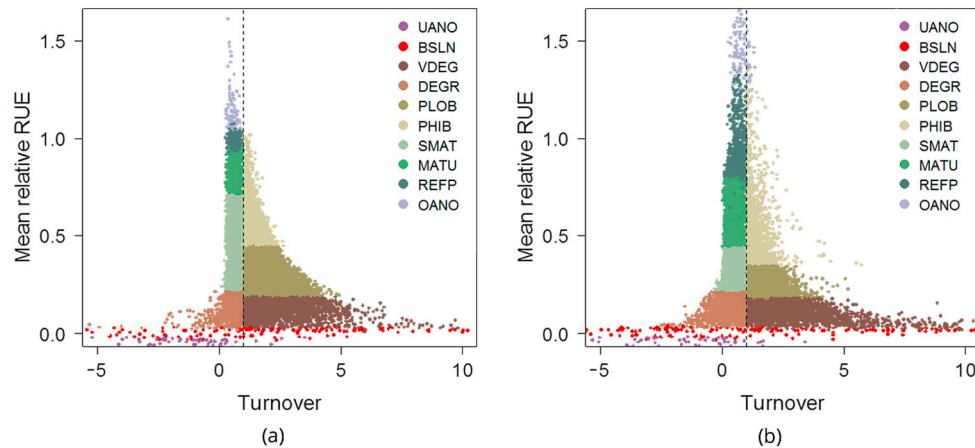 Mean relative RUE
1.5
1.0
0.5
0.0
−5
0
5
10
Turnover
UANO
BSLN
VDEG
DEGR
PLOB
PHIB
SMAT
MATU
REFP
OANO
(a)
Mean relative RUE
1.5
1.0
0.5
0.0
−5
0
5
10
Turnover
UANO
BSLN
VDEG
DEGR
PLOB
PHIB
SMAT
MATU
REFP
OANO
(b)